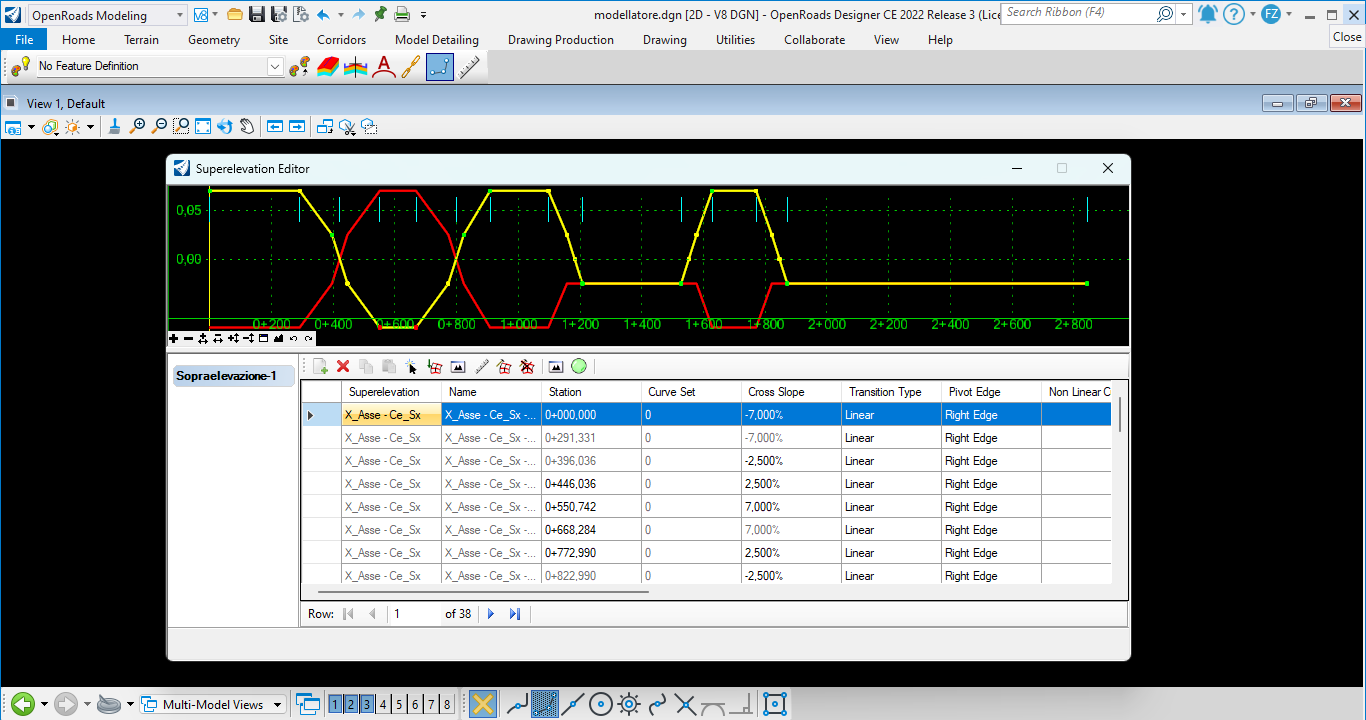 OpenRoads Modeling
V8
modellatore.dgn [2D - V8 DGN] - OpenRoads Designer CE 2022 Release 3 (Lice
Search Ribbon (F4)
FZ
File Home Terrain Geometry Site Corridors Model Detailing Drawing Production Drawing Utilities Collaborate View Help
Close
No Feature Definition
View 1, Default
Superelevation Editor
0,05
0,00
0+200 0+400 0+600 0+800 1+000 1+200 1+400 1+600 1+800 2+000 2+200 2+400 2+600 2+800
Sopraelevazione-1
Superelevation Name Station Curve Set Cross Slope Transition Type Pivot Edge Non Linear C
X_Asse - Ce_Sx X_Asse - Ce_Sx -... 0+000,000 0 -7,000% Linear Right Edge
X_Asse - Ce_Sx X_Asse - Ce_Sx -... 0+291,331 0 -7,000% Linear Right Edge
X_Asse - Ce_Sx X_Asse - Ce_Sx -... 0+396,036 0 -2,500% Linear Right Edge
X_Asse - Ce_Sx X_Asse - Ce_Sx -... 0+446,036 0 2,500% Linear Right Edge
X_Asse - Ce_Sx X_Asse - Ce_Sx -... 0+550,742 0 7,000% Linear Right Edge
X_Asse - Ce_Sx X_Asse - Ce_Sx -... 0+668,284 0 7,000% Linear Right Edge
X_Asse - Ce_Sx X_Asse - Ce_Sx -... 0+772,990 0 2,500% Linear Right Edge
X_Asse - Ce_Sx X_Asse - Ce_Sx -... 0+822,990 0 -2,500% Linear Right Edge
Row: 1 of 38
Multi-Model Views 1 2 3 4 5 6 7 8